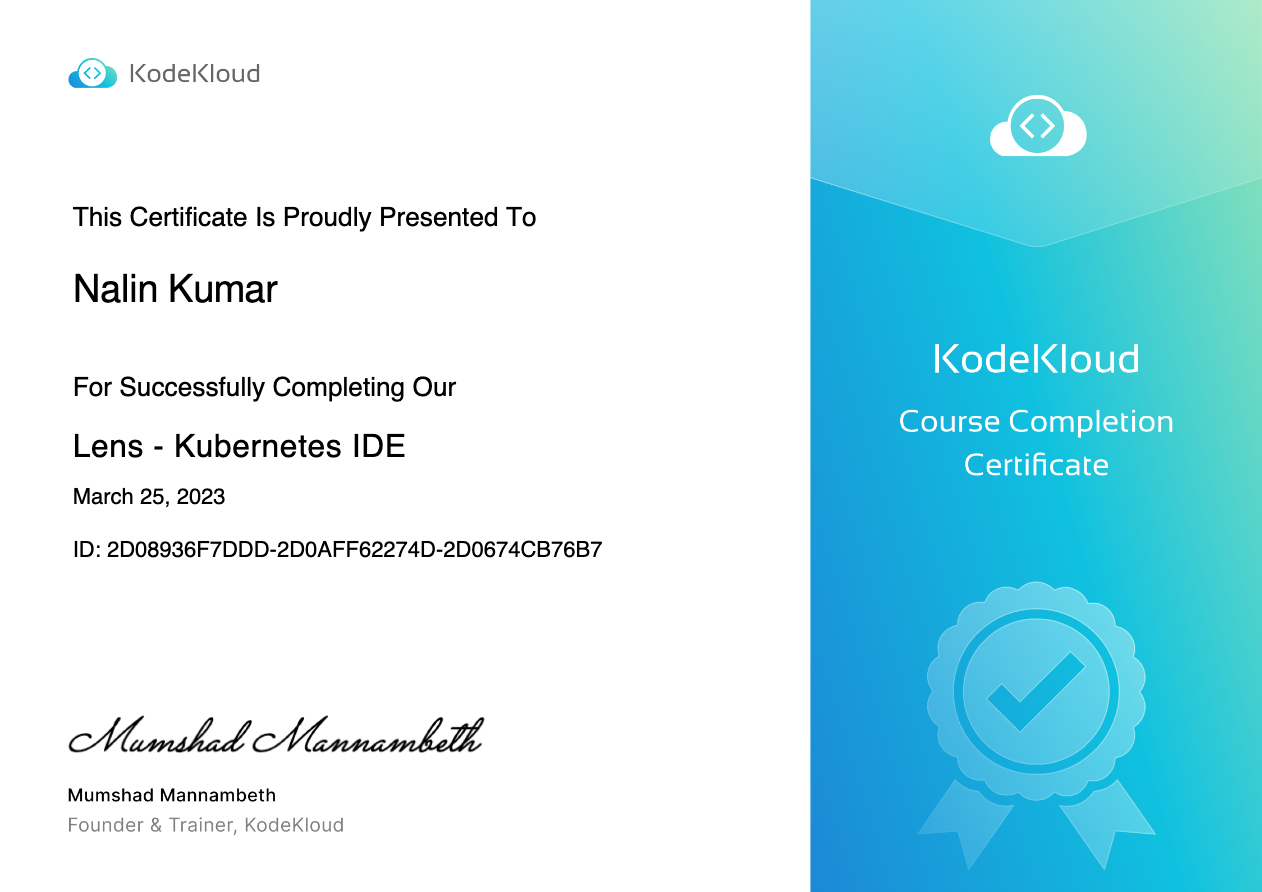 KodeKloud
This Certificate Is Proudly Presented To
Nalin Kumar
For Successfully Completing Our
Lens - Kubernetes IDE
March 25, 2023
ID: 2D08936F7DDD-2D0AFF62274D-2D0674CB76B7
Mumshad Mannambeth
Mumshad Mannambeth
Founder & Trainer, KodeKloud
KodeKloud
Course Completion
Certificate